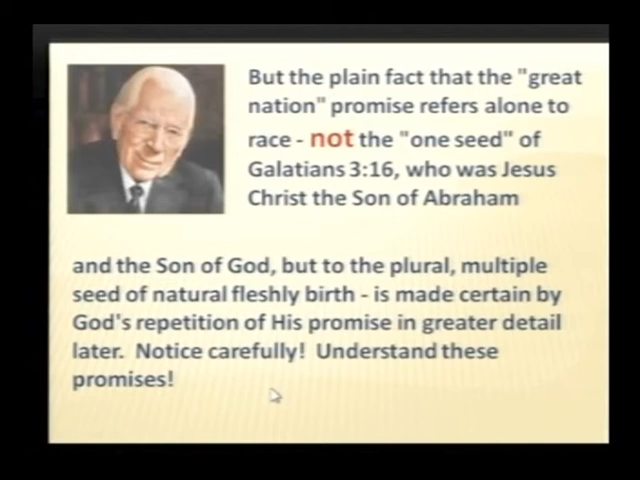 But the plain fact that the "great
nation" promise refers alone to
race - not the "one seed" of
Galatians 3:16, who was Jesus
Christ the Son of Abraham
and the Son of God, but to the plural, multiple
seed of natural fleshly birth - is made certain by
God's repetition of His promise in greater detail
later.  Notice carefully!  Understand these
promises!